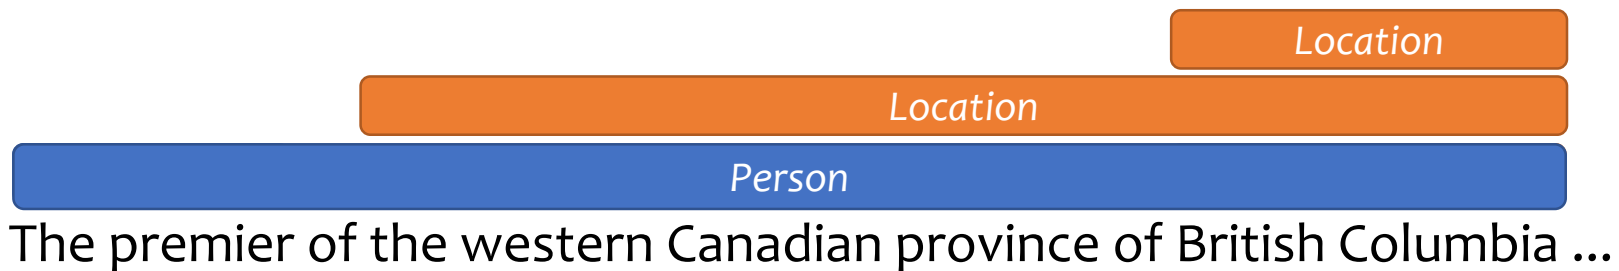 Location
Location
Person
The premier of the western Canadian province of British Columbia ...